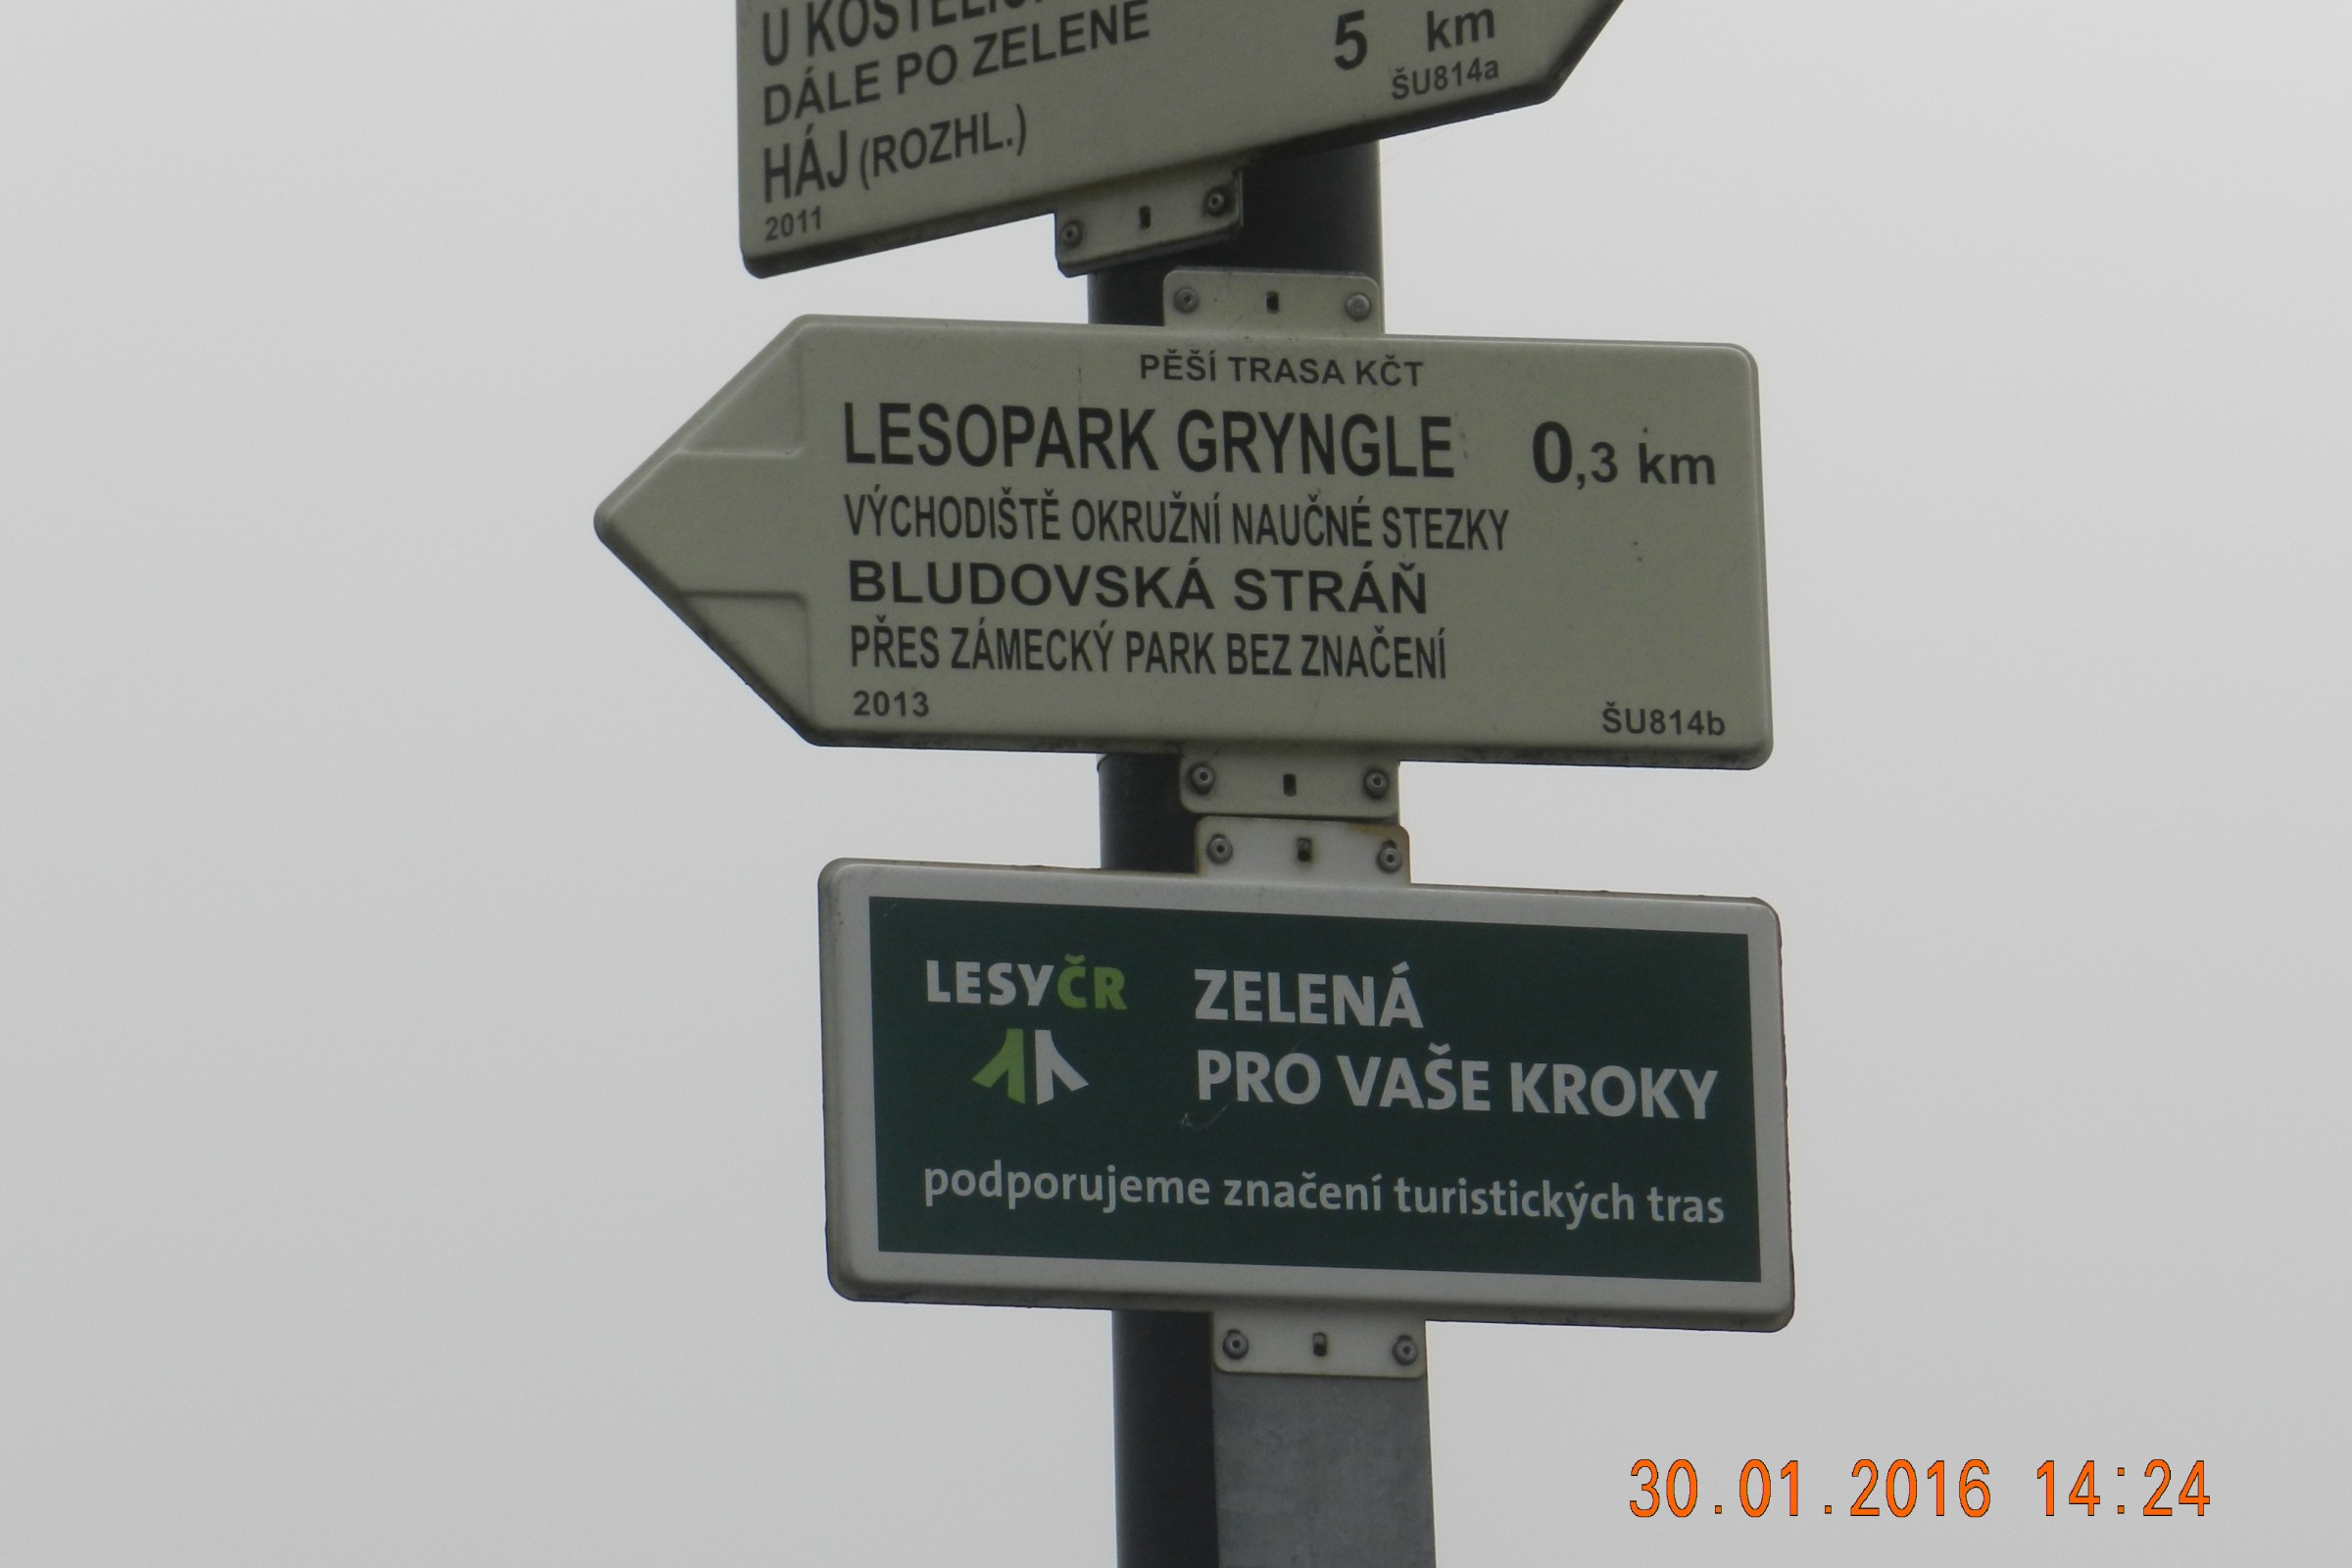 U KOSTELÍČKA
DÁLE PO ZELENÉ 5 km
HÁJ (ROZHL.) ŠU814a
2011
PĚŠÍ TRASA KČT
LESOPARK GRYNGLE 0,3 km
VÝCHODIŠTĚ OKRUŽNÍ NAUČNÉ STEZKY
BLUDOVSKÁ STRÁŇ
PŘES ZÁMECKÝ PARK BEZ ZNAČENÍ
2013 ŠU814b
LESYČR ZELENÁ
PRO VAŠE KROKY
podporujeme značení turistických tras
30.01.2016 14:24